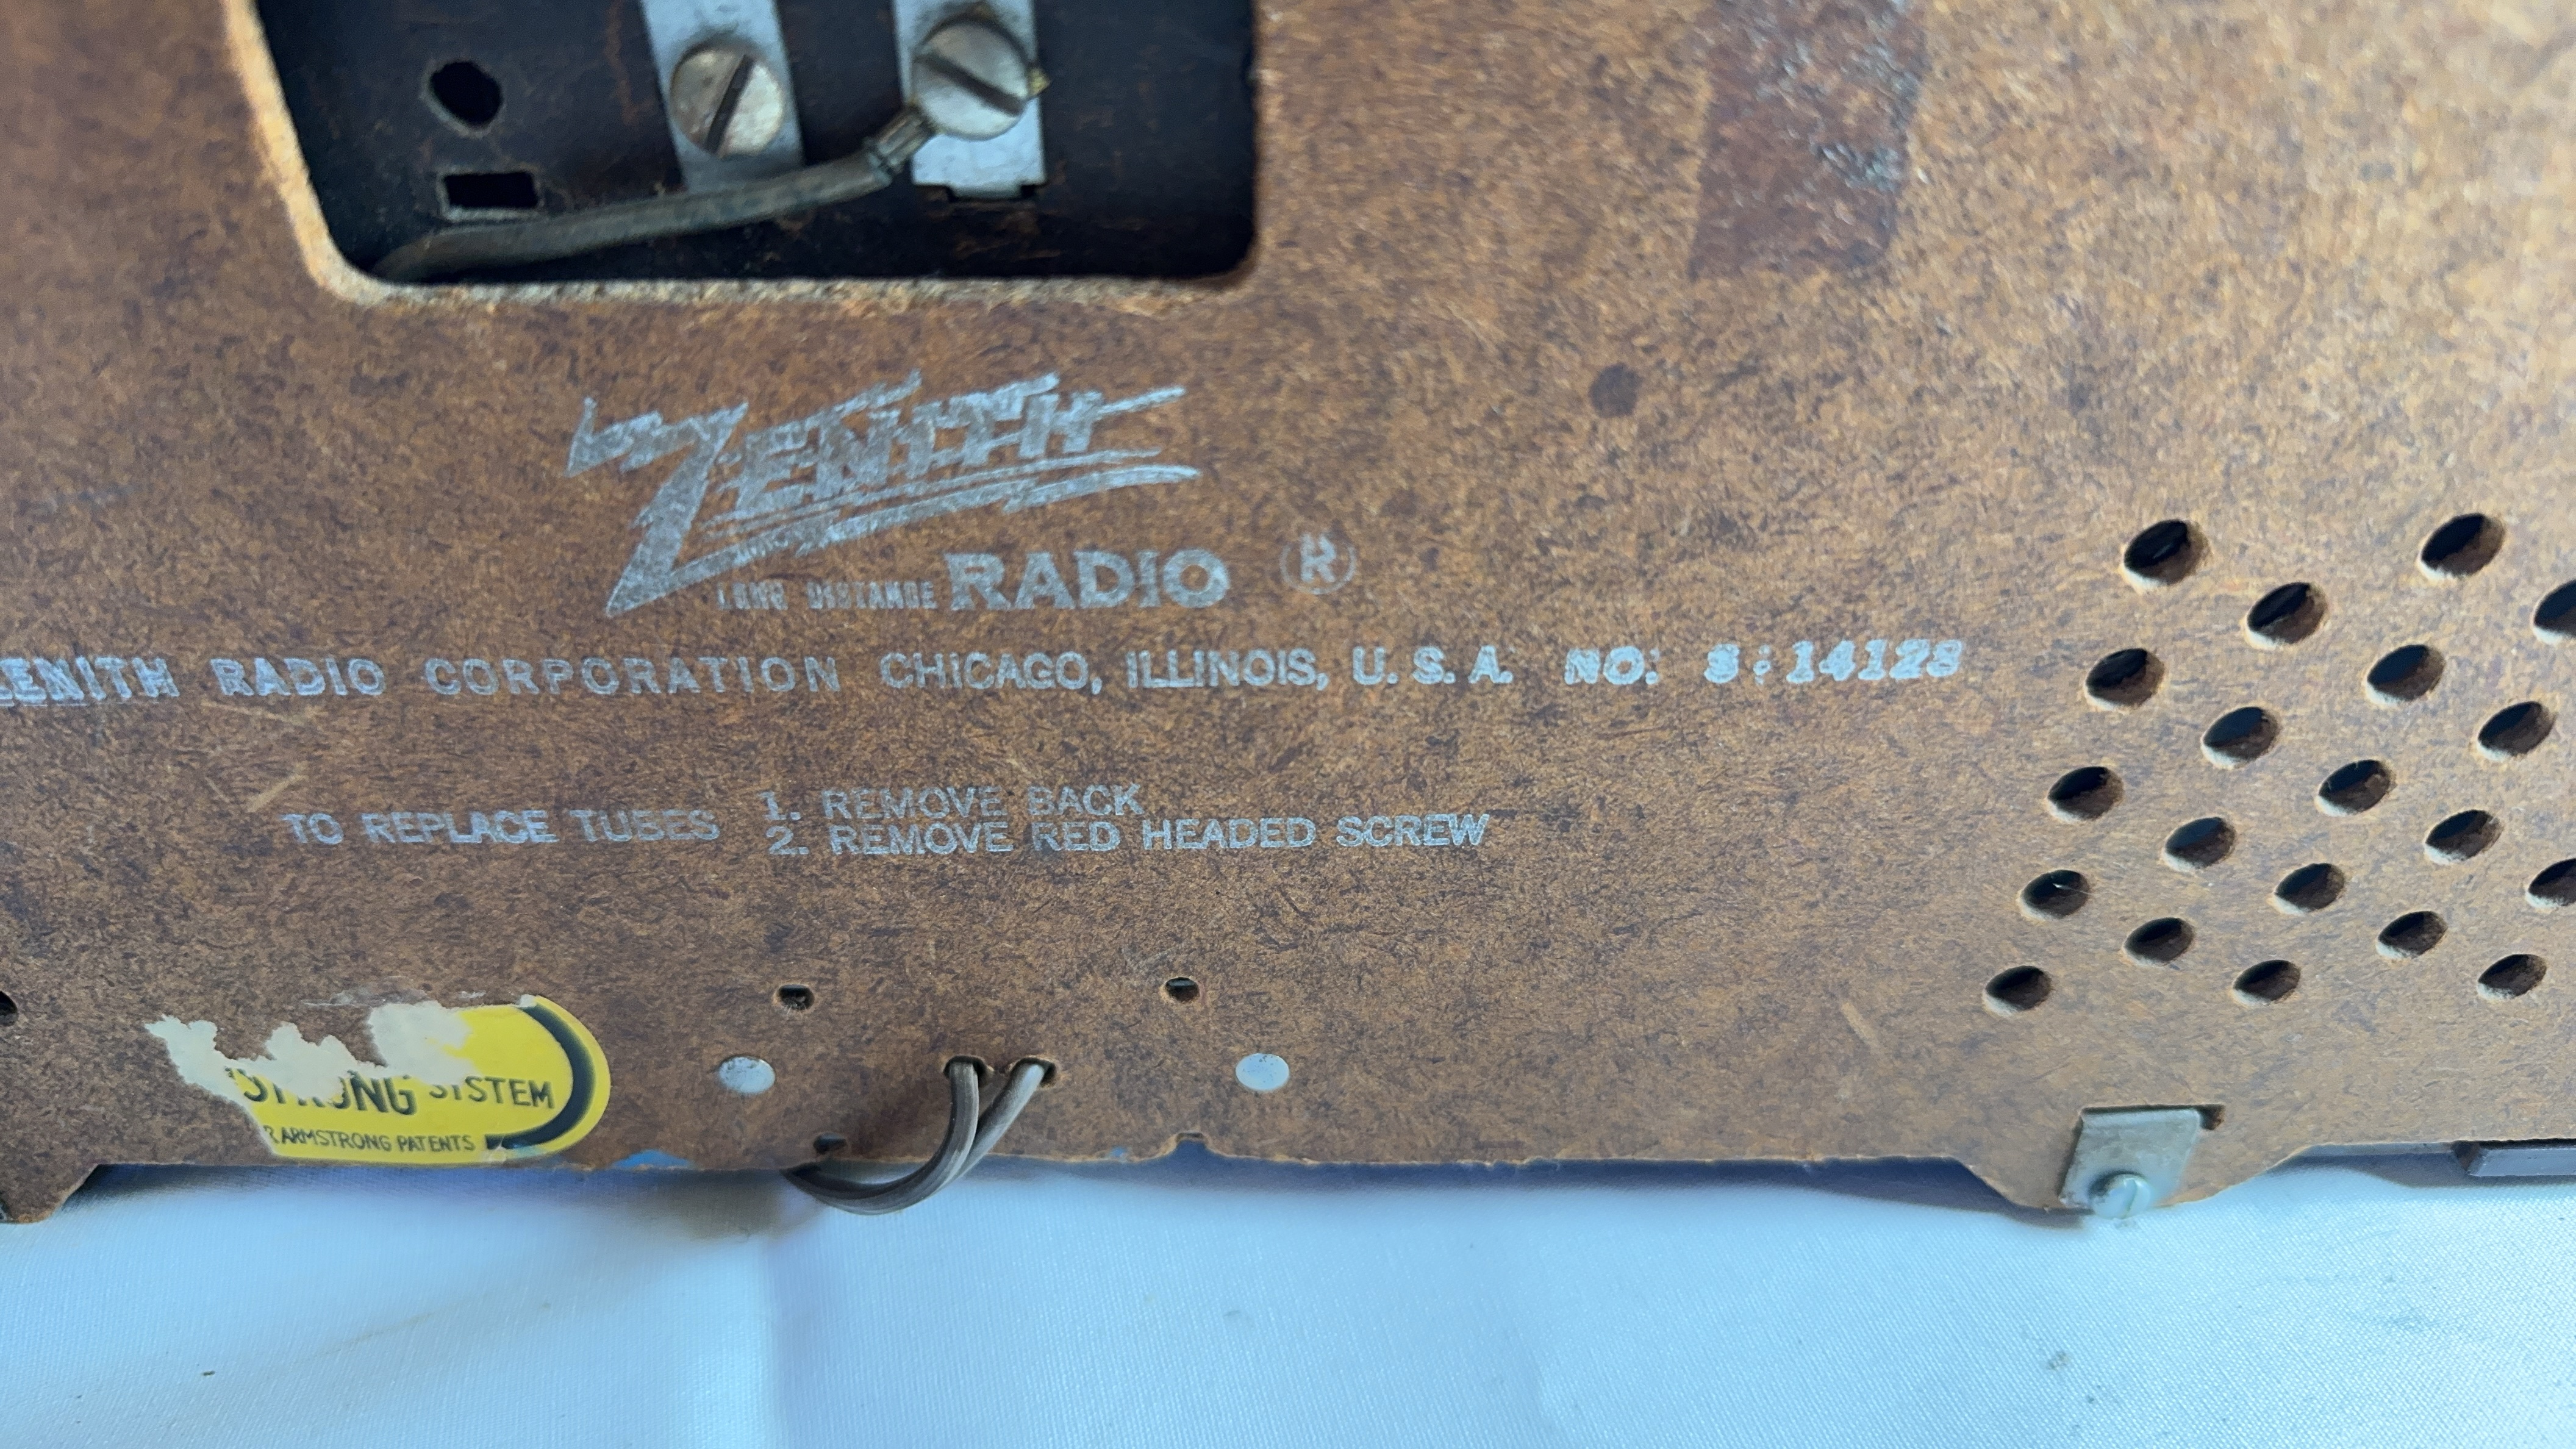 ZENITH
LONG DISTANCE RADIO ®
ZENITH RADIO CORPORATION CHICAGO, ILLINOIS, U.S.A. NO: S:14128
TO REPLACE TUBES 1. REMOVE BACK
2. REMOVE RED HEADED SCREW
STRONG SYSTEM
R ARMSTRONG PATENTS